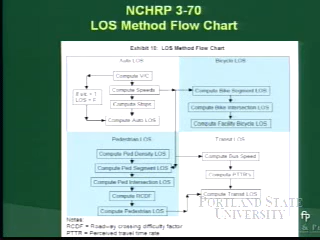 NCHRP 3-70
LOS Method Flow Chart
Exhibit 10: LOS Method Flow Chart
Auto LOS
Compute V/C
Compute Speeds
Compute Stops
Compute Auto LOS
LOS = F
Bicycle LOS
Compute Bike Segment LOS
Compute Bike Intersection LOS
Compute Facility Bicycle LOS
Pedestrian LOS
Compute Ped Density LOS
Compute Ped Segment LOS
Compute Ped Intersection LOS
Compute RCDF
Compute Pedestrian LOS
Transit LOS
Compute Bus Speed
Compute PTTR's
Compute Transit LOS
PORTLAND STATE
UNIVERSITY
Notes:
RCDF = Roadway crossing difficulty factor
PTTR = Perceived travel time rate